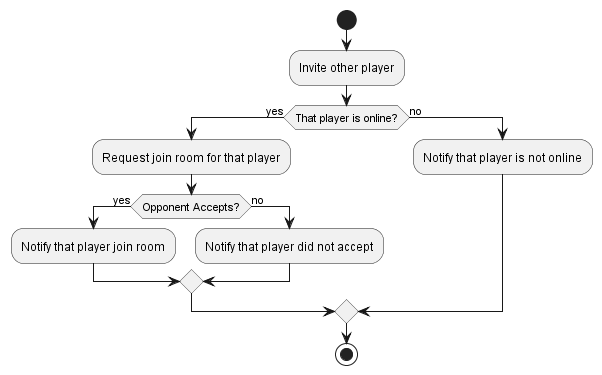 Invite other player
yes
That player is online?
no
Request join room for that player
Notify that player is not online
yes
Opponent Accepts?
no
Notify that player join room
Notify that player did not accept